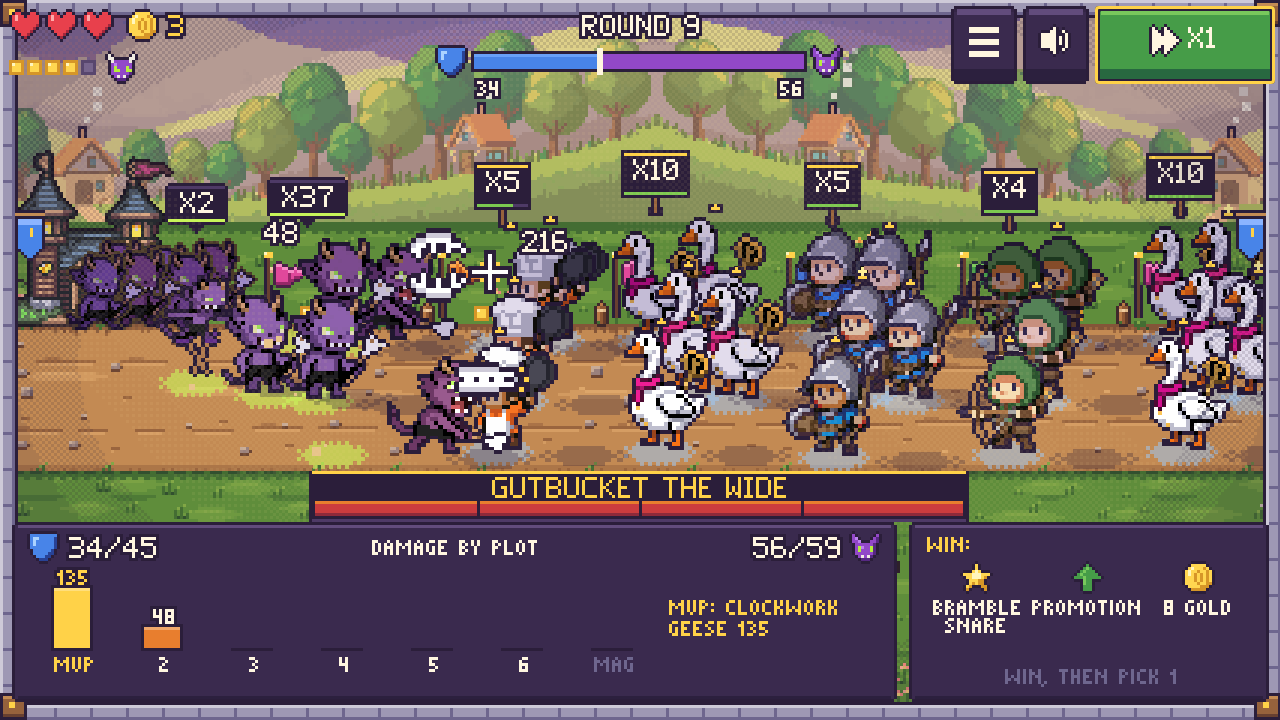 3
ROUND 9
X1
34
56
X2
X37
X5
X10
X5
X4
X10
48
216
GUTBUCKET THE WIDE
34/45
DAMAGE BY PLOT
56/59
WIN:
135
48
MVP
2
3
4
5
6
MAG
MVP: CLOCKWORK
GEESE 135
BRAMBLE
SNARE
PROMOTION
8 GOLD
WIN, THEN PICK 1